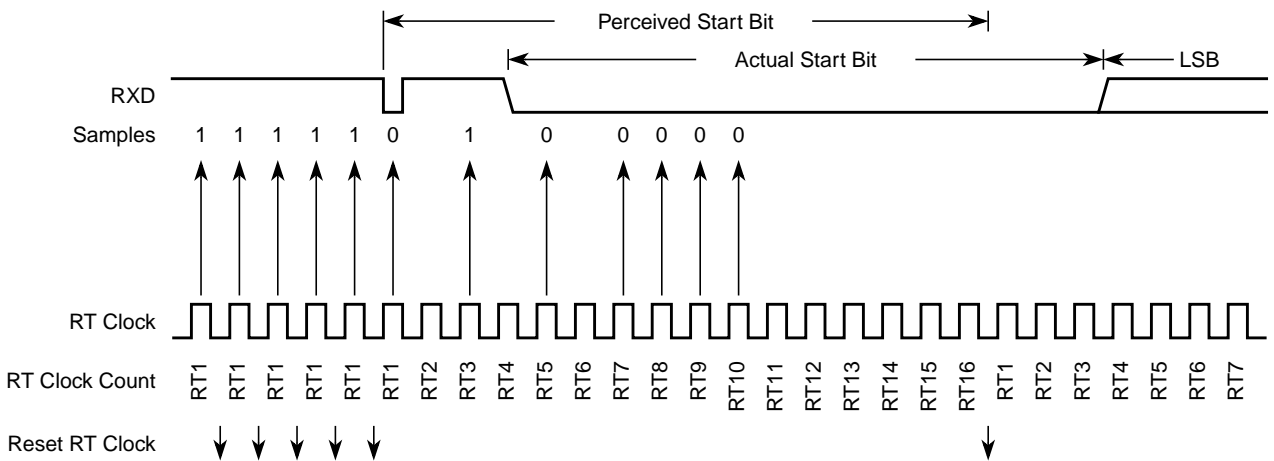 Perceived Start Bit
Actual Start Bit
LSB
RXD
Samples 1 1 1 1 1 0 1 0 0 0 0 0
RT Clock
RT Clock Count RT1 RT1 RT1 RT1 RT1 RT1 RT2 RT3 RT4 RT5 RT6 RT7 RT8 RT9 RT10 RT11 RT12 RT13 RT14 RT15 RT16 RT1 RT2 RT3 RT4 RT5 RT6 RT7
Reset RT Clock